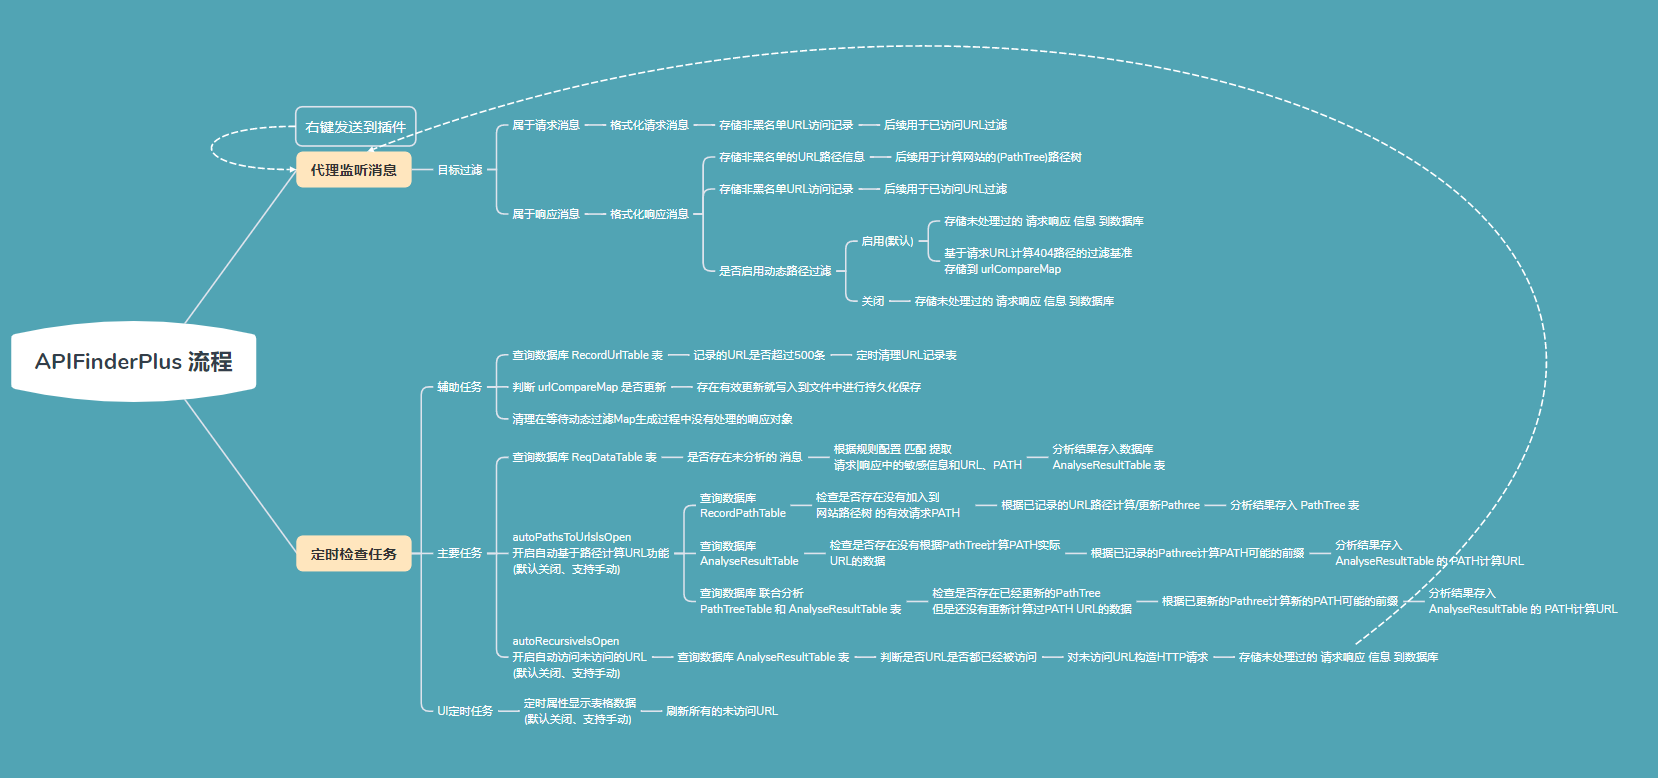 右键发送到插件
代理监听消息
目标过滤
属于请求消息
格式化请求消息
存储非黑名单URL访问记录
后续用于已访问URL过滤
属于响应消息
格式化响应消息
存储非黑名单的URL路径信息
后续用于计算网站的(PathTree)路径树
存储非黑名单URL访问记录
后续用于已访问URL过滤
是否启用动态路径过滤
启用(默认)
存储未处理过的 请求响应 信息 到数据库
基于请求URL计算404路径的过滤基准
存储到 urlCompareMap
关闭
存储未处理过的 请求响应 信息 到数据库
APIFinderPlus 流程
定时检查任务
辅助任务
查询数据库 RecordUrlTable 表
记录的URL是否超过500条
定时清理URL记录表
判断 urlCompareMap 是否更新
存在有效更新就写入到文件中进行持久化保存
清理在等待动态过滤Map生成过程中没有处理的响应对象
主要任务
查询数据库 ReqDataTable 表
是否存在未分析的 消息
根据规则配置 匹配 提取
请求|响应中的敏感信息和URL、PATH
分析结果存入数据库
AnalyseResultTable 表
autoPathsToUrlsIsOpen
开启自动基于路径计算URL功能
(默认关闭、支持手动)
查询数据库
RecordPathTable
检查是否存在没有加入到
网站路径树 的有效请求PATH
根据已记录的URL路径计算/更新Pathree
分析结果存入 PathTree 表
查询数据库
AnalyseResultTable
检查是否存在没有根据PathTree计算PATH实际
URL的数据
根据已记录的Pathree计算PATH可能的前缀
分析结果存入
AnalyseResultTable 的 PATH计算URL
查询数据库 联合分析
PathTreeTable 和 AnalyseResultTable 表
检查是否存在已经更新的PathTree
但是还没有重新计算过PATH URL的数据
根据已更新的Pathree计算新的PATH可能的前缀
分析结果存入
AnalyseResultTable 的 PATH计算URL
autoRecursiveIsOpen
开启自动访问未访问的URL
(默认关闭、支持手动)
查询数据库 AnalyseResultTable 表
判断是否URL是否都已经被访问
对未访问URL构造HTTP请求
存储未处理过的 请求响应 信息 到数据库
UI定时任务
定时属性显示表格数据
(默认关闭、支持手动)
刷新所有的未访问URL